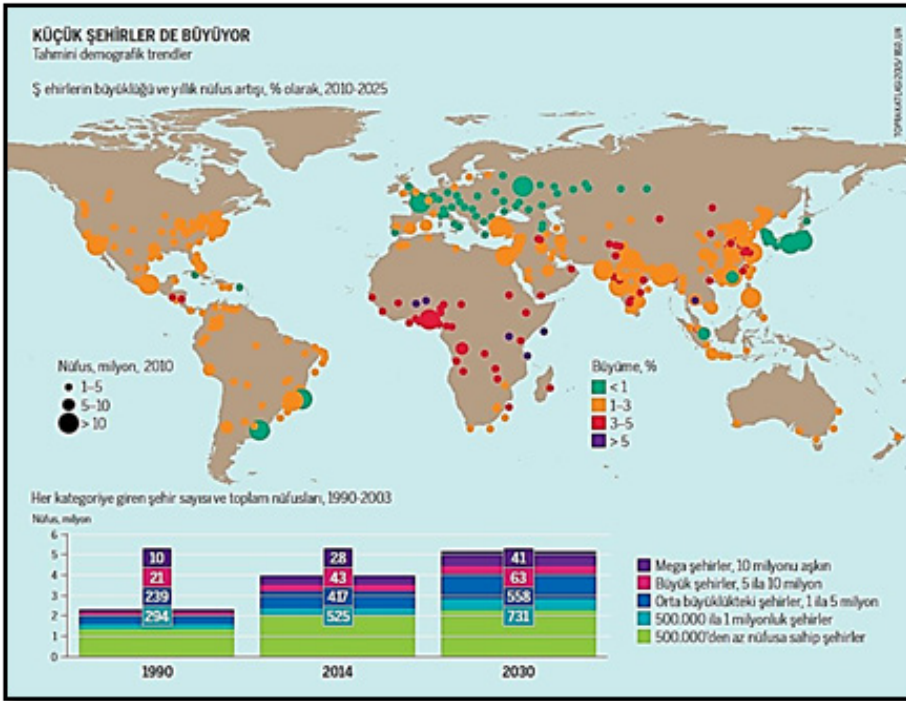 KÜÇÜK ŞEHİRLER DE BÜYÜYOR
Tahmini demografik trendler
Ş ehirlerin büyüklüğü ve yıllık nüfus artışı, % olarak, 2010-2025
Nüfus, milyon, 2010
1–5
5–10
> 10
Büyüme, %
< 1
1–3
3–5
> 5
Her kategoriye giren şehir sayısı ve toplam nüfusları, 1990-2003
Nüfus, milyon
6
5
4
3
2
1
0
10
21
239
294
28
43
417
525
41
63
558
731
1990
2014
2030
Mega şehirler, 10 milyonu aşkın
Büyük şehirler, 5 ila 10 milyon
Orta büyüklükteki şehirler, 1 ila 5 milyon
500.000 ila 1 milyonluk şehirler
500.000'den az nüfusa sahip şehirler